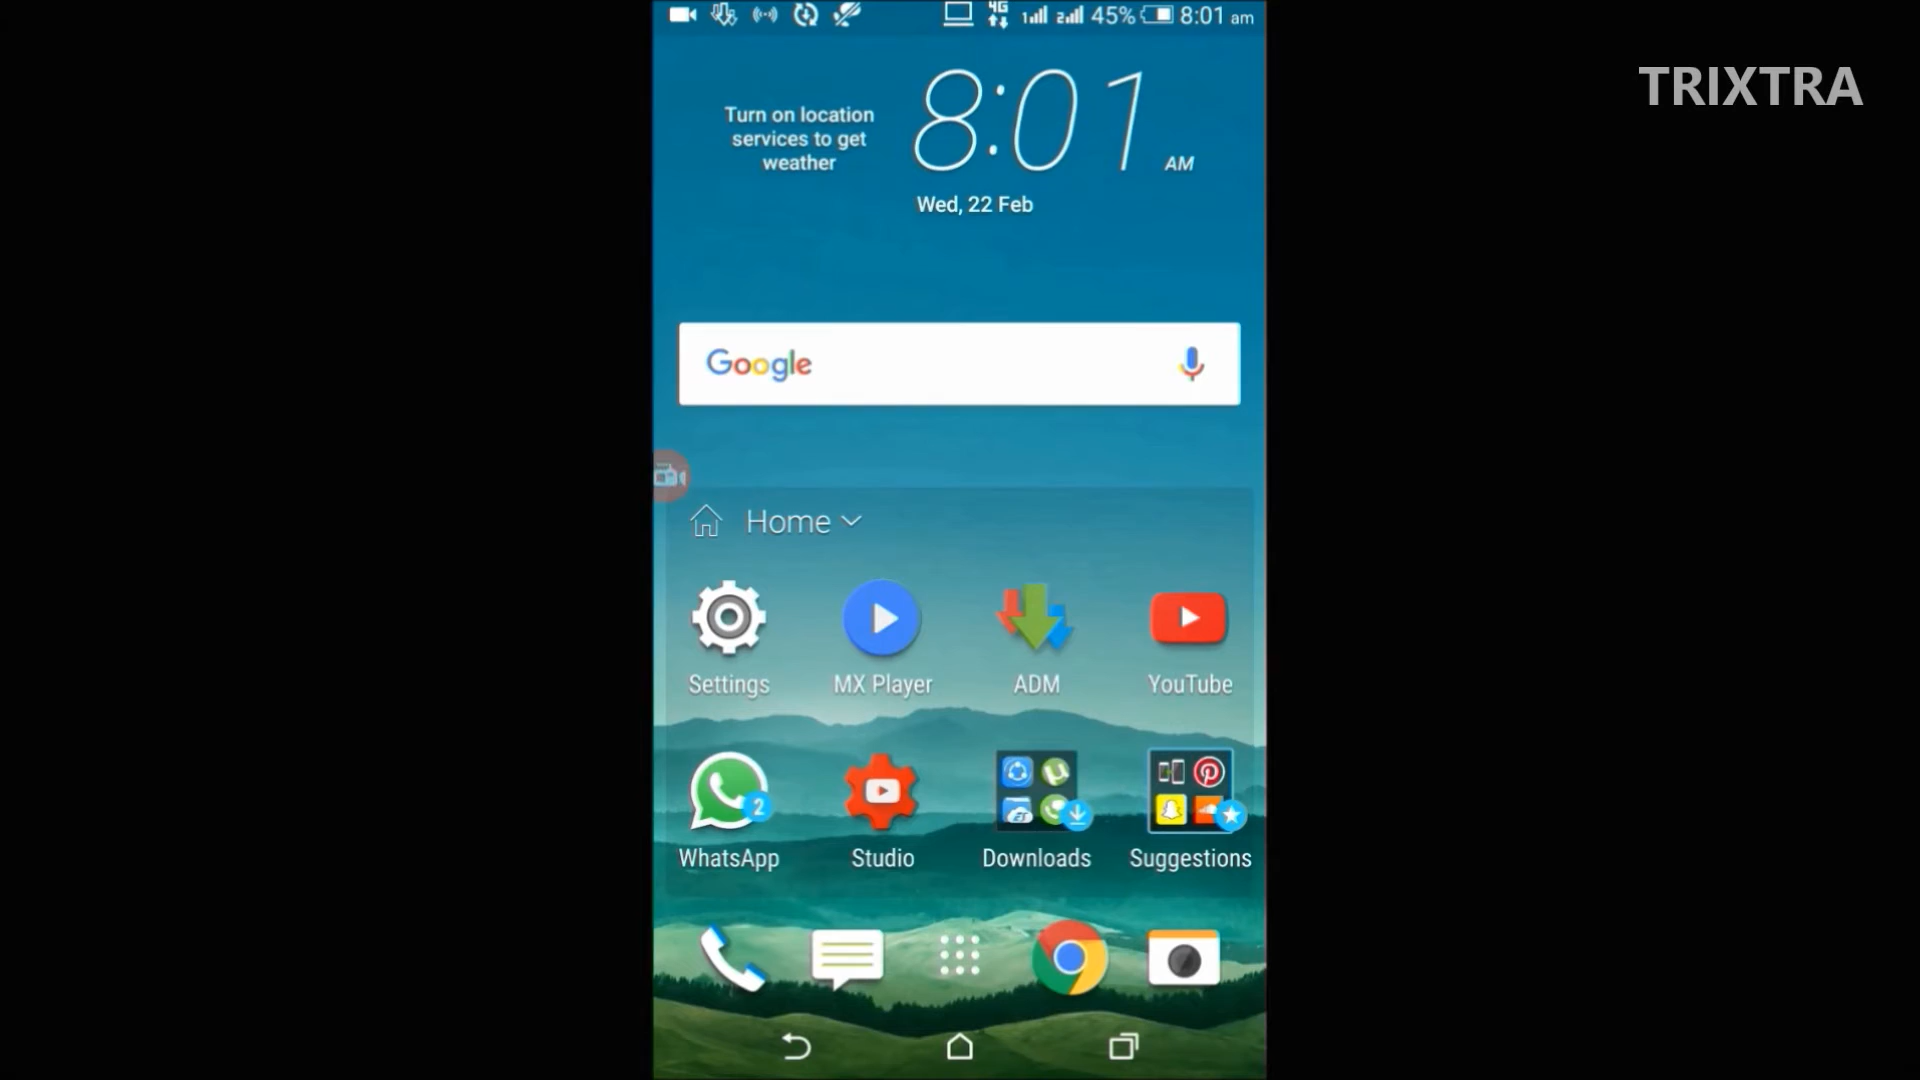 4G 45% 8:01 am
TRIXTRA
Turn on location
services to get
weather
8:01 AM
Wed, 22 Feb
Google
Home
Settings MX Player ADM YouTube
2
WhatsApp Studio Downloads Suggestions